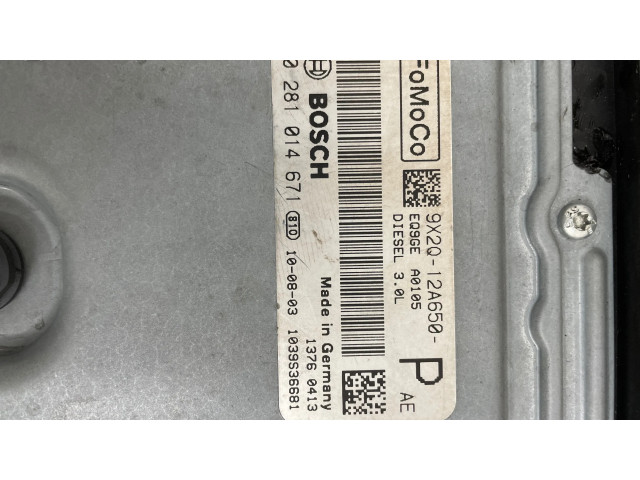 FoMoCo
9X2Q-12A650-
P AE
EQ9GE A0105
DIESEL 3.0L
BOSCH
Made in Germany
1376 0413
0 281 014 671 810 10-08-03 1039S36681